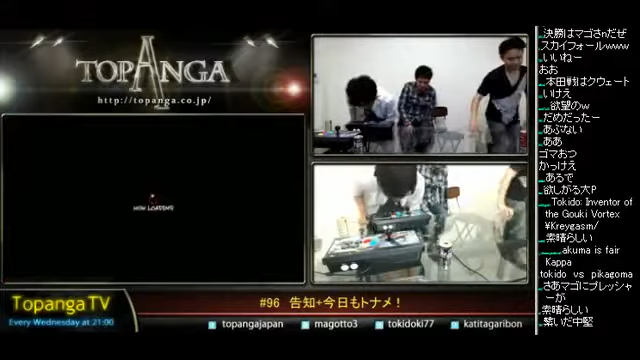 TOPANGA
http://topanga.co.jp/
NOW LOADING
TopangaTV
Every Wednesday at 21:00
#96 告知+今日もトナメ！
topangajapan
magotto3
tokidoki77
katitagaribon
決勝はマゴさnだぜ
スカイフォールwww
いいねー
おお
本田戦はクウェート
いけえ
欲望のw
だめだったー
あぶない
ああ
ゴマおつ
かっけえ
あるで
欲しがる大P
Tokido: Inventor of
the Gouki Vortex
¥Kreygasm/
素晴らしい
akuma is fair
Kappa
tokido vs pikagoma
さあマゴにプレッシャ
ーが
素晴らしい
繋いだ中堅